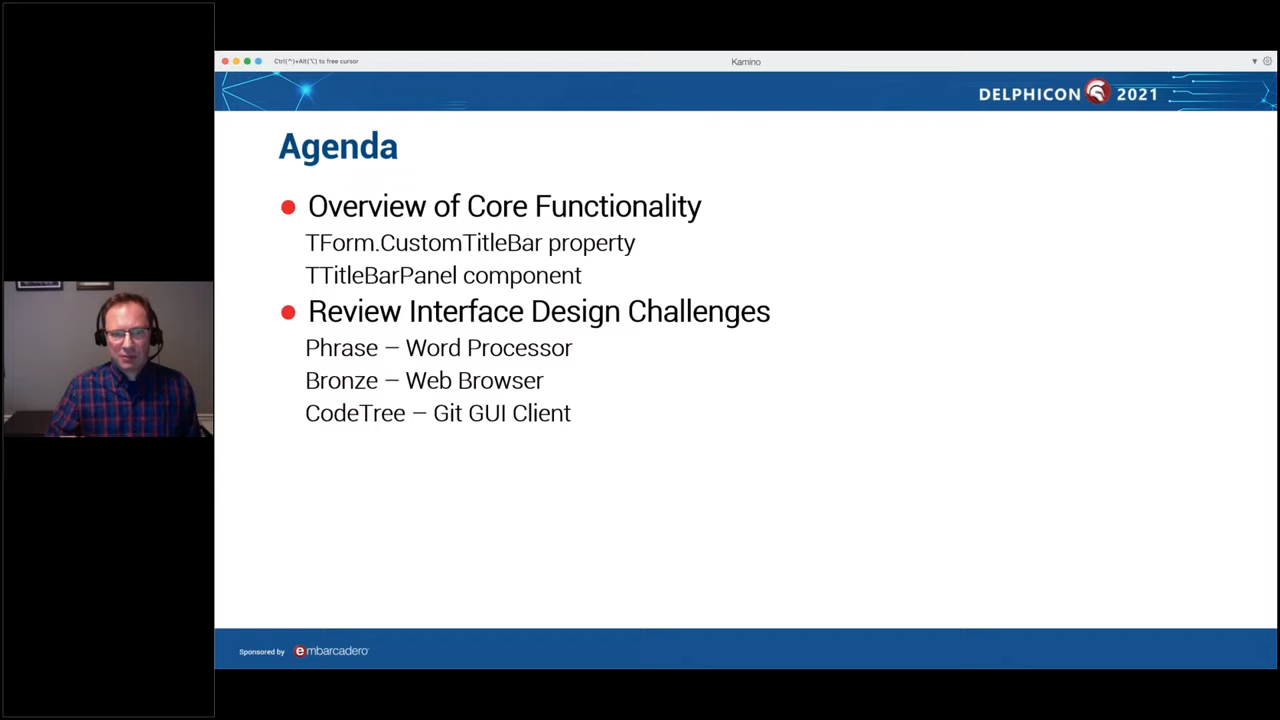 Ctrl(^)+Alt(⌥) to free cursor
Kamino
DELPHICON 2021
Agenda
Overview of Core Functionality
TForm.CustomTitleBar property
TTitleBarPanel component
Review Interface Design Challenges
Phrase – Word Processor
Bronze – Web Browser
CodeTree – Git GUI Client
Sponsored by embarcadero